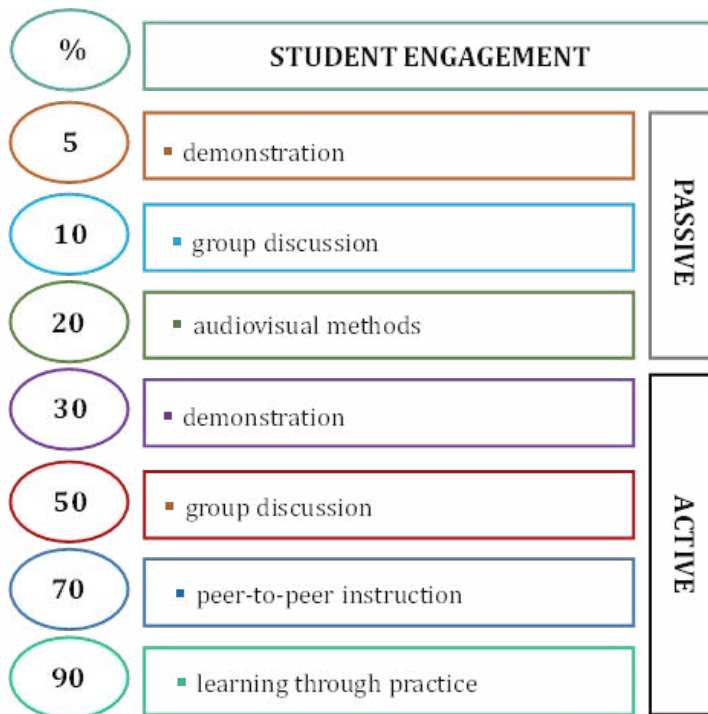 %
STUDENT ENGAGEMENT
5
▪ demonstration
10
▪ group discussion
20
▪ audiovisual methods
PASSIVE
30
▪ demonstration
50
▪ group discussion
70
▪ peer-to-peer instruction
90
▪ learning through practice
ACTIVE